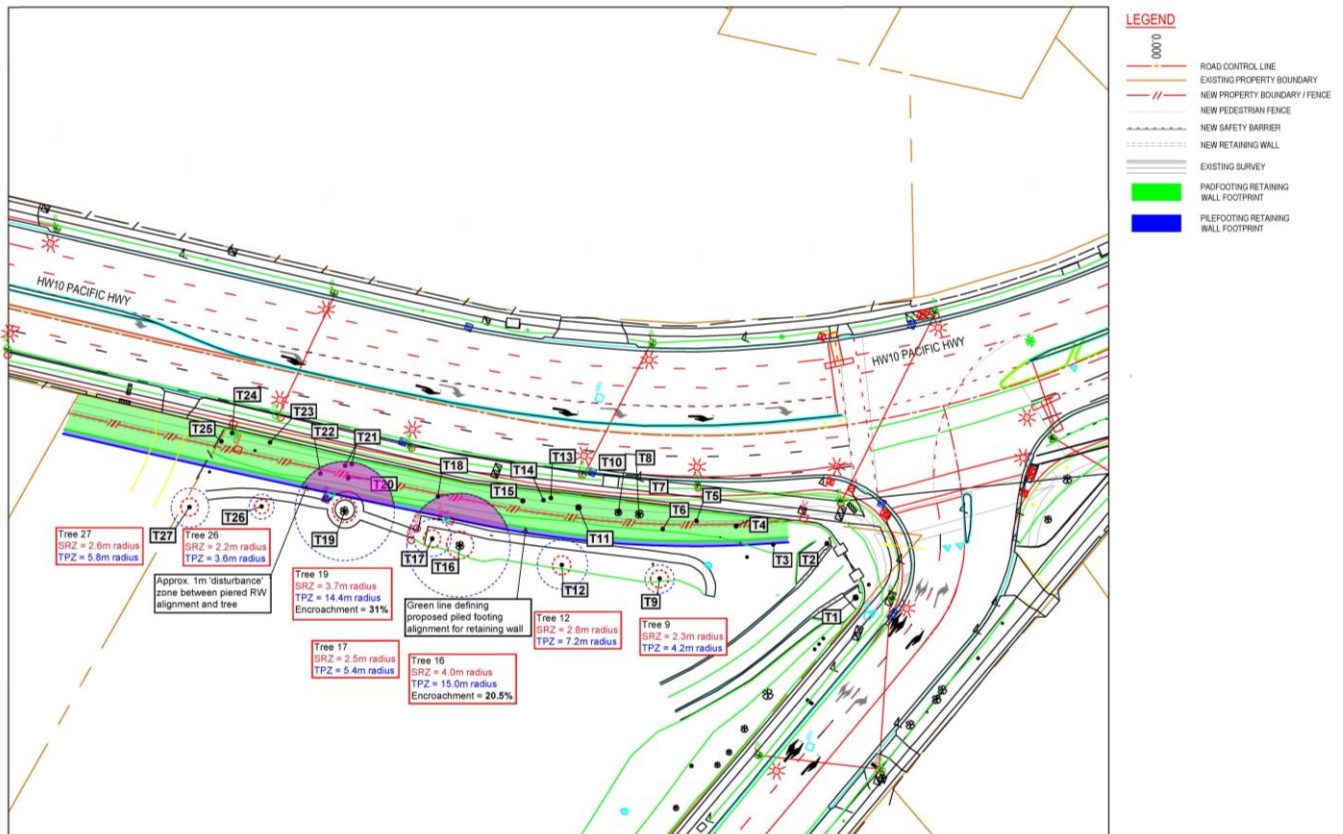 LEGEND
0.000
ROAD CONTROL LINE
EXISTING PROPERTY BOUNDARY
NEW PROPERTY BOUNDARY / FENCE
NEW PEDESTRIAN FENCE
NEW SAFETY BARRIER
NEW RETAINING WALL
EXISTING SURVEY
PADFOOTING RETAINING
WALL FOOTPRINT
PILEFOOTING RETAINING
WALL FOOTPRINT
HW10 PACIFIC HWY
HW10 PACIFIC HWY
T24
T23
T25
T22
T21
T20
T18
T14
T13
T10
T8
T15
T7
T5
T6
T4
T11
T27
T26
T19
T17
T16
T12
T9
T3
T2
T1
Tree 27
SRZ = 2.6m radius
TPZ = 5.8m radius
Tree 26
SRZ = 2.2m radius
TPZ = 3.6m radius
Approx. 1m 'disturbance'
zone between piered RW
alignment and tree
Tree 19
SRZ = 3.7m radius
TPZ = 14.4m radius
Encroachment = 31%
Green line defining
proposed piled footing
alignment for retaining wall
Tree 12
SRZ = 2.8m radius
TPZ = 7.2m radius
Tree 9
SRZ = 2.3m radius
TPZ = 4.2m radius
Tree 17
SRZ = 2.5m radius
TPZ = 5.4m radius
Tree 16
SRZ = 4.0m radius
TPZ = 15.0m radius
Encroachment = 20.5%